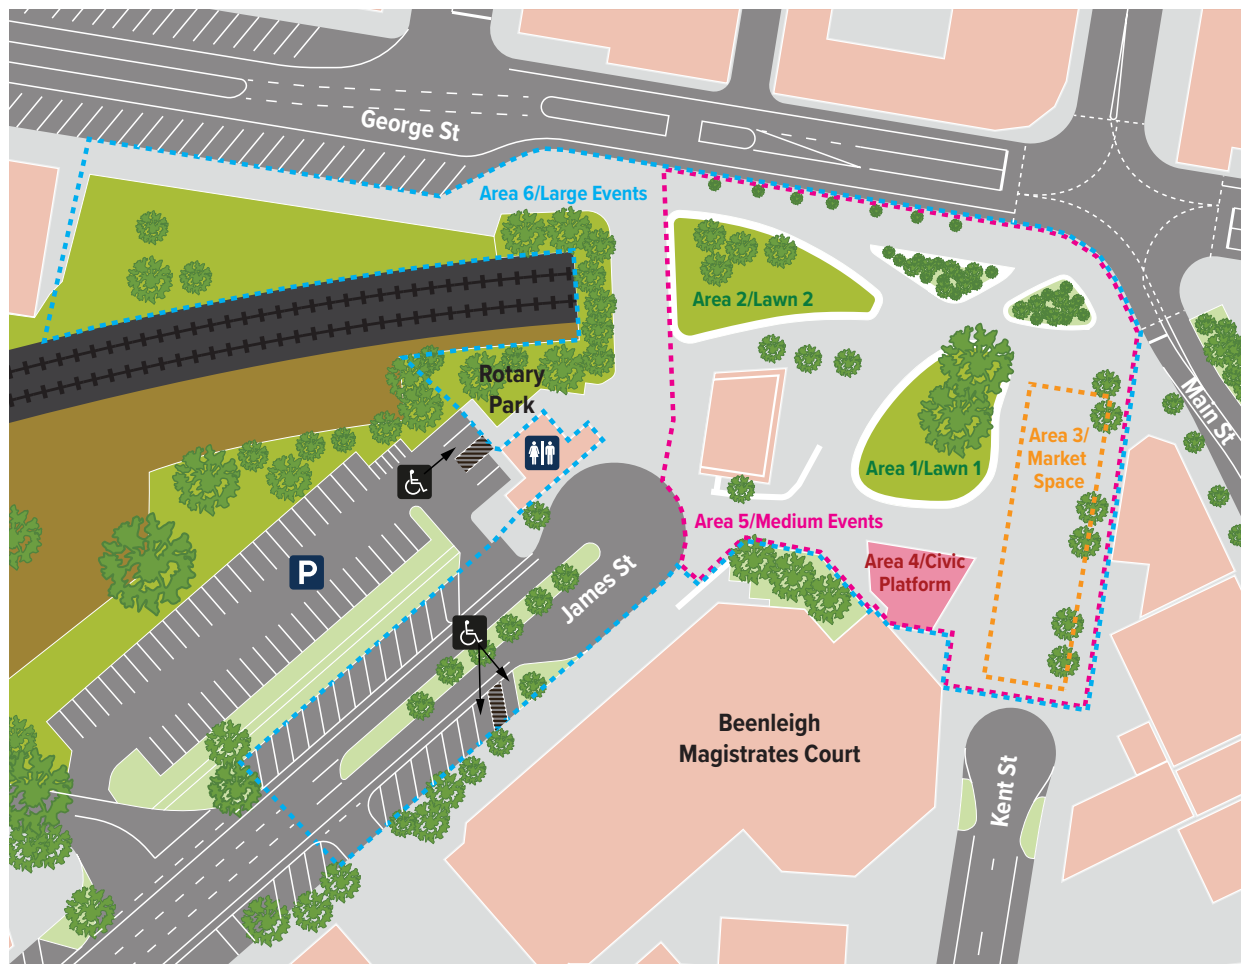 George St
Area 6/Large Events
Area 2/Lawn 2
Rotary
Park
Main St
Area 3/
Market
Space
Area 1/Lawn 1
Area 5/Medium Events
Area 4/Civic
Platform
P
James St
Beenleigh
Magistrates Court
Kent St